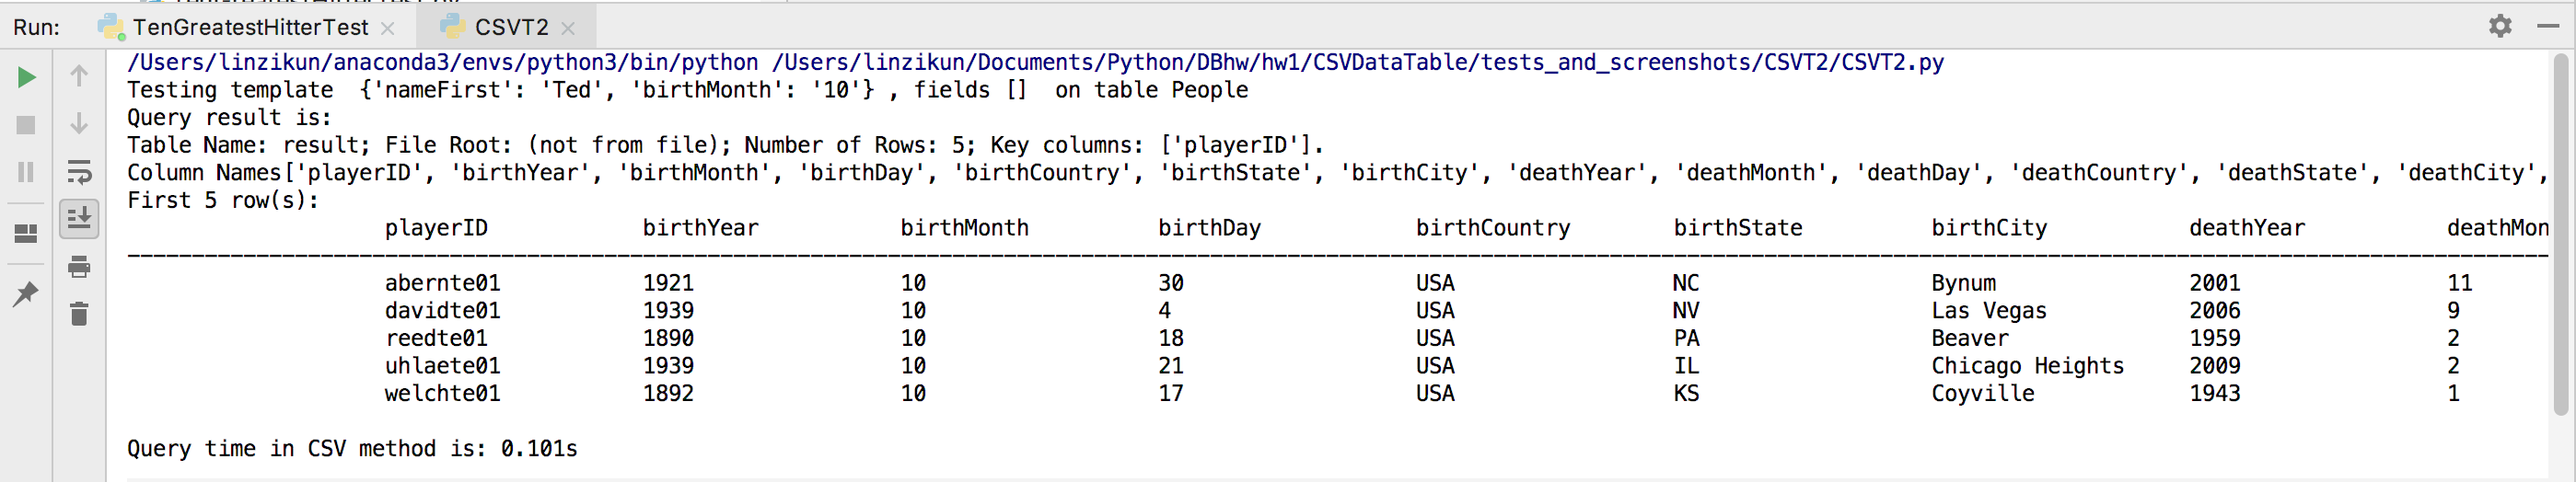 Run: TenGreatestHitterTest CSVT2
/Users/linzikun/anaconda3/envs/python3/bin/python /Users/linzikun/Documents/Python/DBhw/hw1/CSVDataTable/tests_and_screenshots/CSVT2/CSVT2.py
Testing template  {'nameFirst': 'Ted', 'birthMonth': '10'} , fields []  on table People
Query result is:
Table Name: result; File Root: (not from file); Number of Rows: 5; Key columns: ['playerID'].
Column Names['playerID', 'birthYear', 'birthMonth', 'birthDay', 'birthCountry', 'birthState', 'birthCity', 'deathYear', 'deathMonth', 'deathDay', 'deathCountry', 'deathState', 'deathCity',
First 5 row(s):
playerID birthYear birthMonth birthDay birthCountry birthState birthCity deathYear deathMon
abernte01 1921 10 30 USA NC Bynum 2001 11
davidte01 1939 10 4 USA NV Las Vegas 2006 9
reedte01 1890 10 18 USA PA Beaver 1959 2
uhlaete01 1939 10 21 USA IL Chicago Heights 2009 2
welchte01 1892 10 17 USA KS Coyville 1943 1
Query time in CSV method is: 0.101s